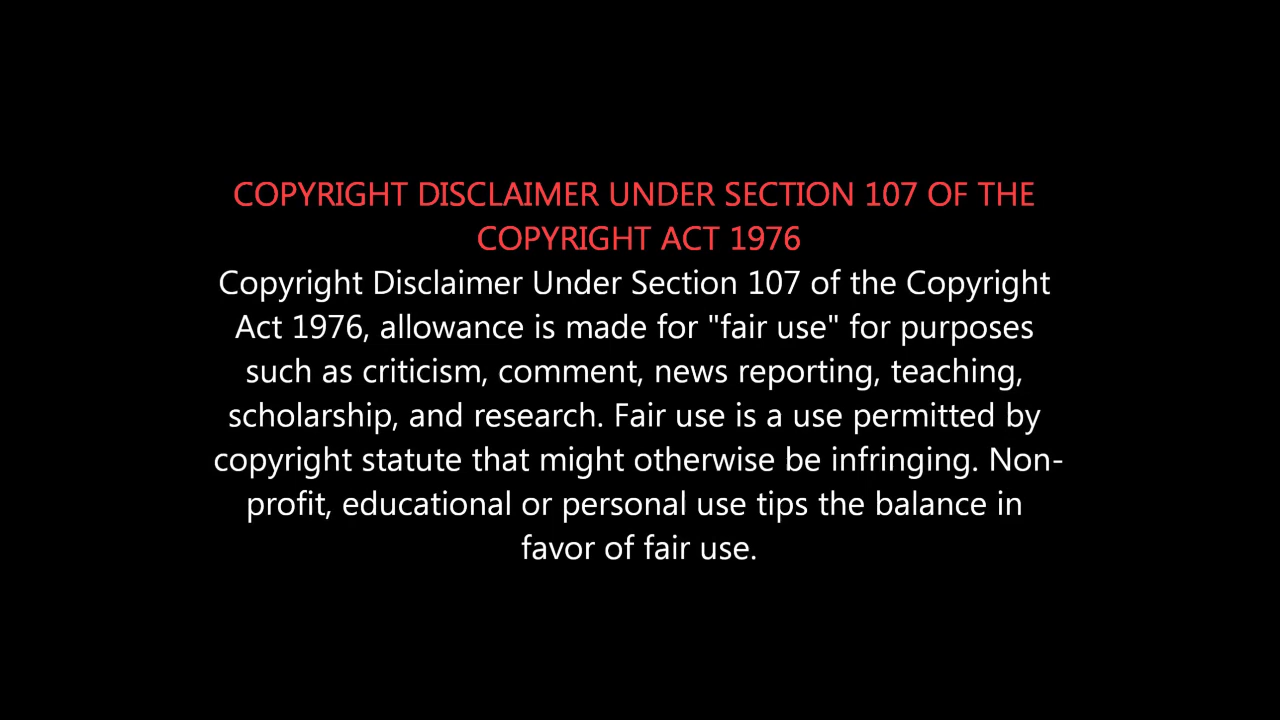 COPYRIGHT DISCLAIMER UNDER SECTION 107 OF THE
COPYRIGHT ACT 1976
Copyright Disclaimer Under Section 107 of the Copyright
Act 1976, allowance is made for "fair use" for purposes
such as criticism, comment, news reporting, teaching,
scholarship, and research. Fair use is a use permitted by
copyright statute that might otherwise be infringing. Non-
profit, educational or personal use tips the balance in
favor of fair use.